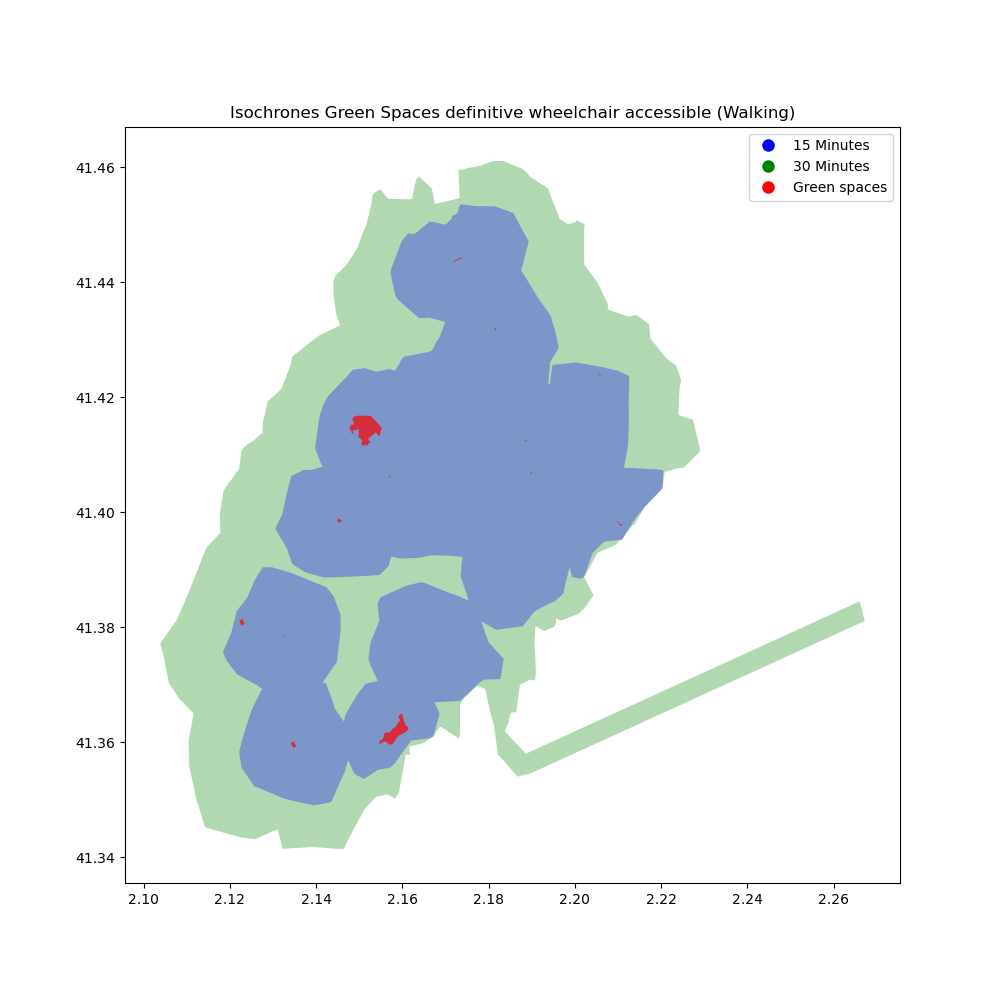 Isochrones Green Spaces definitive wheelchair accessible (Walking)
15 Minutes
30 Minutes
Green spaces
41.46
41.44
41.42
41.40
41.38
41.36
41.34
2.10 2.12 2.14 2.16 2.18 2.20 2.22 2.24 2.26